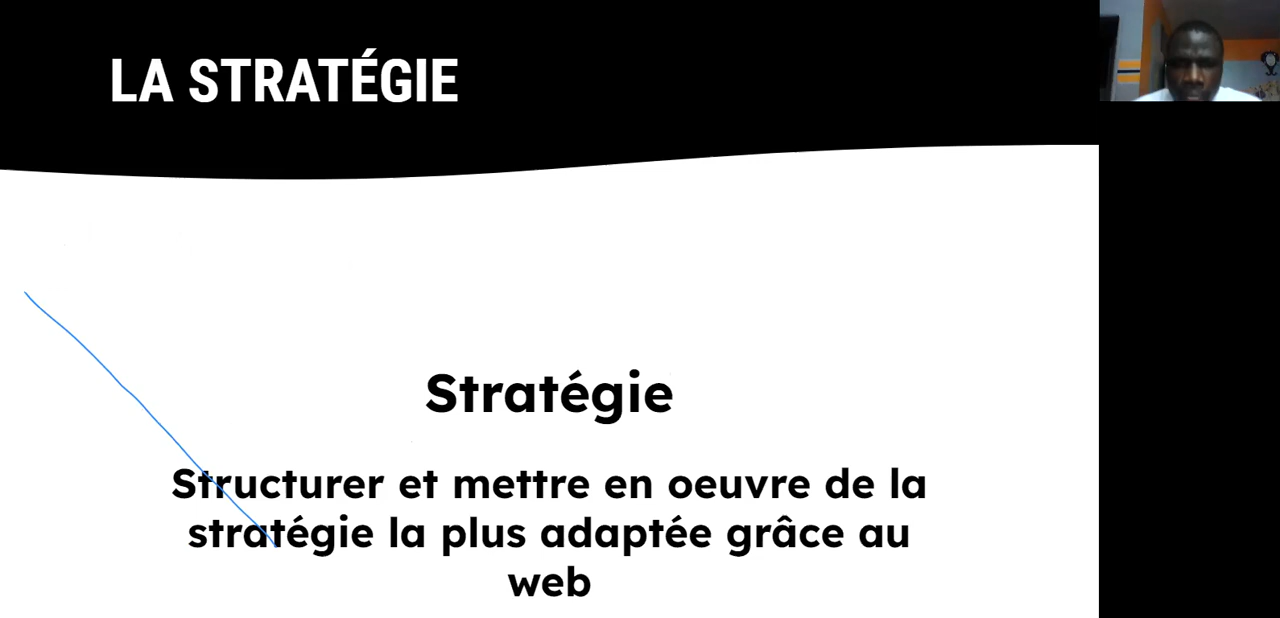 LA STRATÉGIE
Stratégie
Structurer et mettre en oeuvre de la
stratégie la plus adaptée grâce au
web